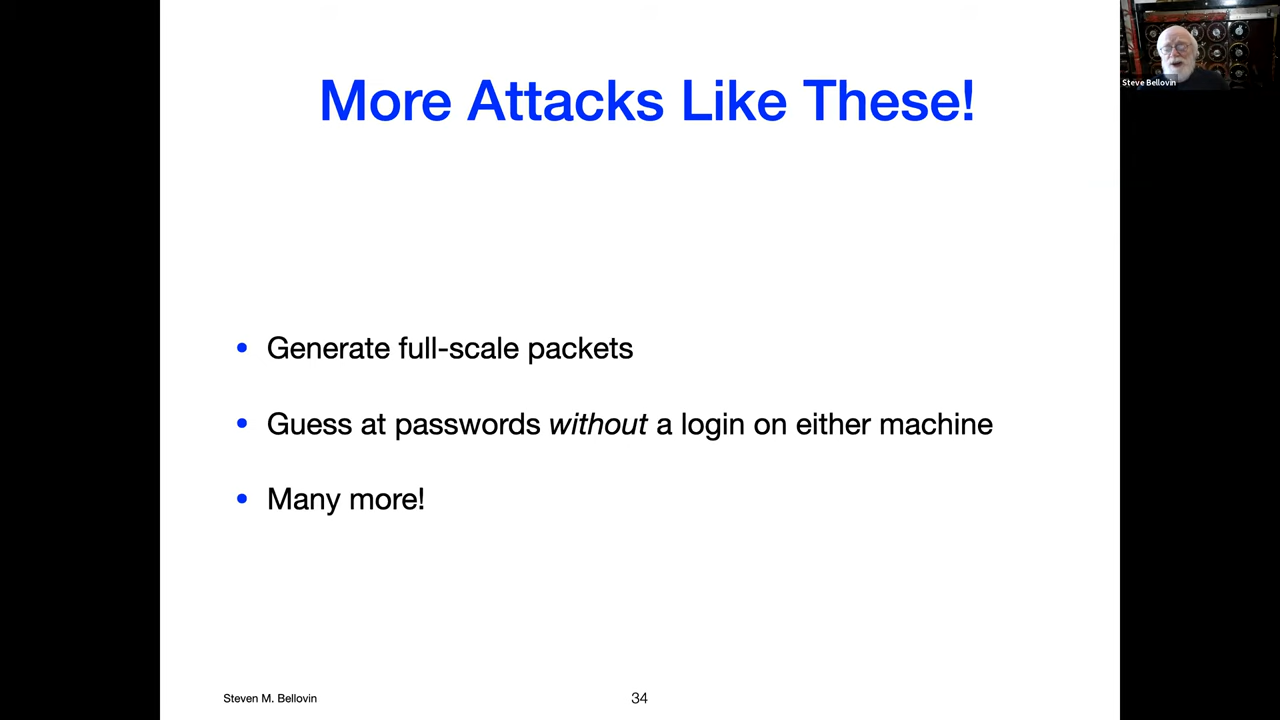 More Attacks Like These!
Steve Bellovin
• Generate full-scale packets
• Guess at passwords without a login on either machine
• Many more!
Steven M. Bellovin
34